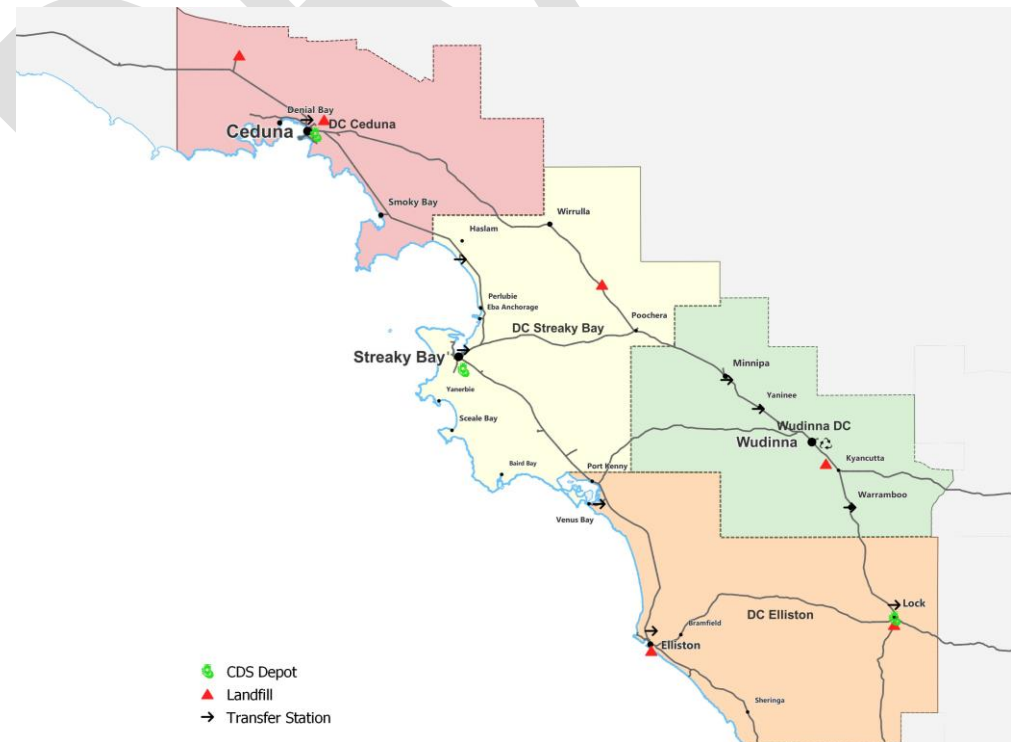 Denial Bay
Ceduna
DC Ceduna
Smoky Bay
Wirrulla
Haslam
Perlubie
Eba Anchorage
Poochera
DC Streaky Bay
Streaky Bay
Minnipa
Yanerbie
Yaninee
Sceale Bay
Wudinna DC
Wudinna
Kyancutta
Baird Bay
Port Kenny
Warramboo
Venus Bay
Lock
DC Elliston
Bramfield
Elliston
Sheringa
CDS Depot
Landfill
Transfer Station